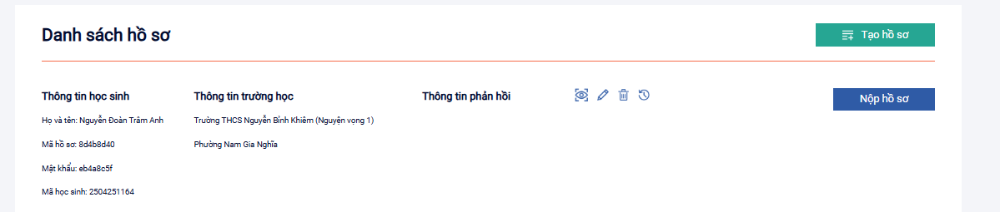 Danh sách hồ sơ
Tạo hồ sơ
Thông tin học sinh
Họ và tên: Nguyễn Đoàn Trâm Anh
Mã hồ sơ: 8d4b8d40
Mật khẩu: eb4a8c5f
Mã học sinh: 2504251164
Thông tin trường học
Trường THCS Nguyễn Bỉnh Khiêm (Nguyện vọng 1)
Phường Nam Gia Nghĩa
Thông tin phản hồi
Nộp hồ sơ